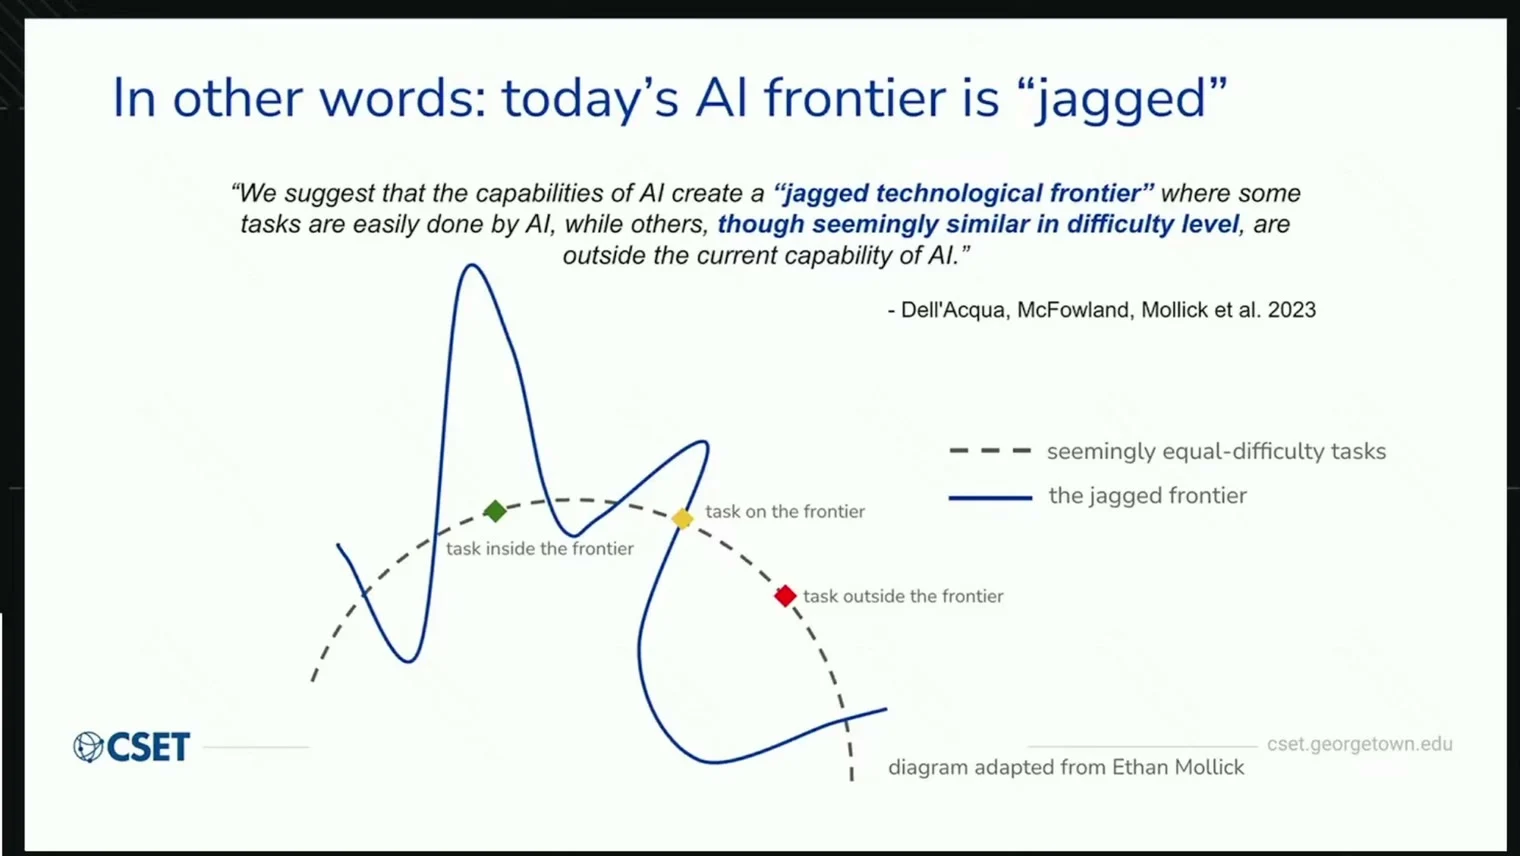 In other words: today’s AI frontier is “jagged”
“We suggest that the capabilities of AI create a “jagged technological frontier” where some
tasks are easily done by AI, while others, though seemingly similar in difficulty level, are
outside the current capability of AI.”
- Dell'Acqua, McFowland, Mollick et al. 2023
seemingly equal-difficulty tasks
the jagged frontier
task on the frontier
task inside the frontier
task outside the frontier
CSET
cset.georgetown.edu
diagram adapted from Ethan Mollick